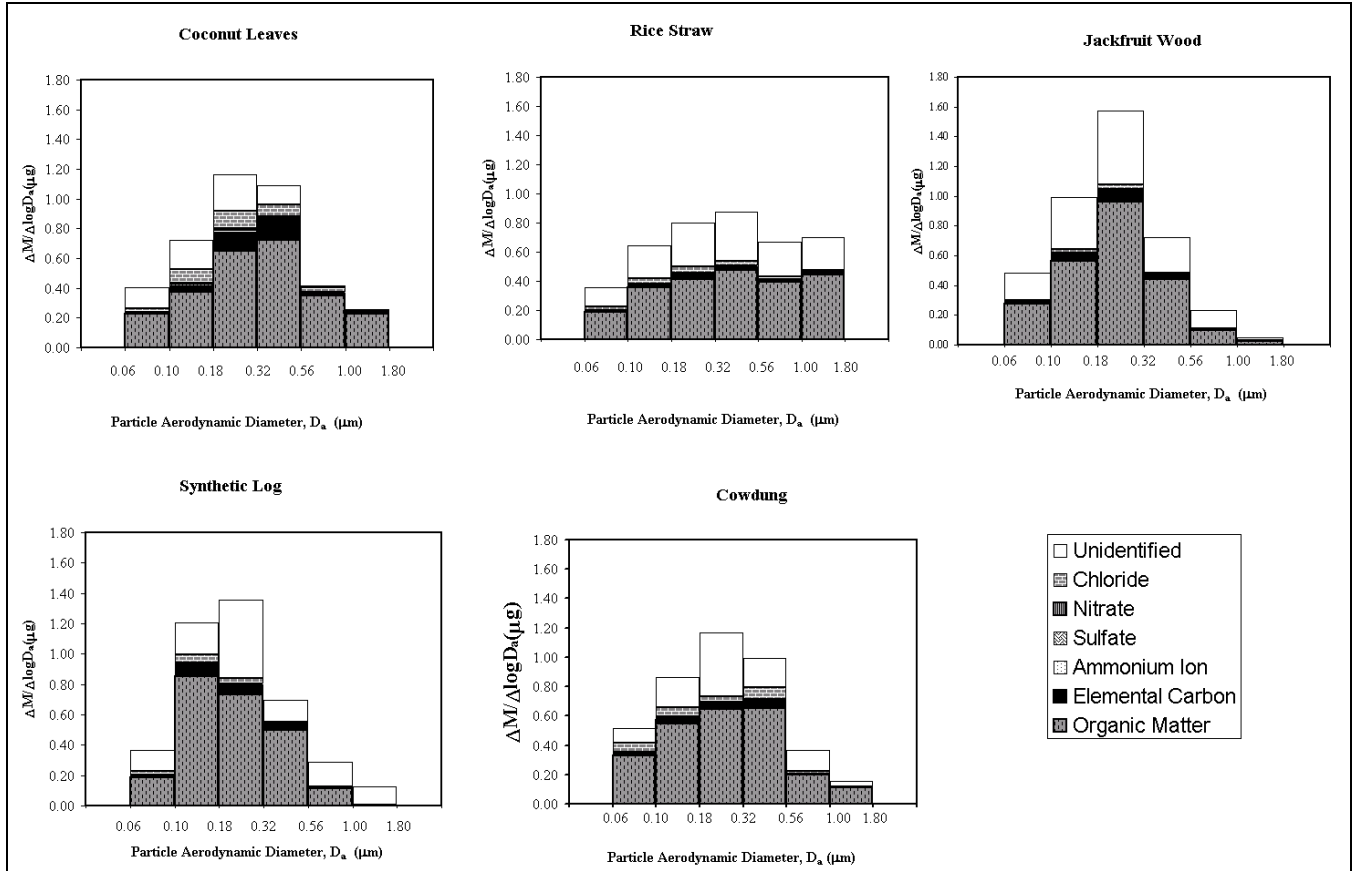 Coconut Leaves
1.80
1.60
1.40
1.20
1.00
0.80
0.60
0.40
0.20
0.00
ΔM/ΔlogDₐ(μg)
0.06 0.10 0.18 0.32 0.56 1.00 1.80
Particle Aerodynamic Diameter, Dₐ (μm)
Rice Straw
1.80
1.60
1.40
1.20
1.00
0.80
0.60
0.40
0.20
0.00
ΔM/ΔlogDₐ(μg)
0.06 0.10 0.18 0.32 0.56 1.00 1.80
Particle Aerodynamic Diameter, Dₐ (μm)
Jackfruit Wood
1.80
1.60
1.40
1.20
1.00
0.80
0.60
0.40
0.20
0.00
ΔM/ΔlogDₐ(μg)
0.06 0.10 0.18 0.32 0.56 1.00 1.80
Particle Aerodynamic Diameter, Dₐ (μm)
Synthetic Log
1.80
1.60
1.40
1.20
1.00
0.80
0.60
0.40
0.20
0.00
ΔM/ΔlogDₐ(μg)
0.06 0.10 0.18 0.32 0.56 1.00 1.80
Particle Aerodynamic Diameter, Dₐ (μm)
Cowdung
1.80
1.60
1.40
1.20
1.00
0.80
0.60
0.40
0.20
0.00
ΔM/ΔlogDₐ(μg)
0.06 0.10 0.18 0.32 0.56 1.00 1.80
Particle Aerodynamic Diameter, Dₐ (μm)
Unidentified
Chloride
Nitrate
Sulfate
Ammonium Ion
Elemental Carbon
Organic Matter